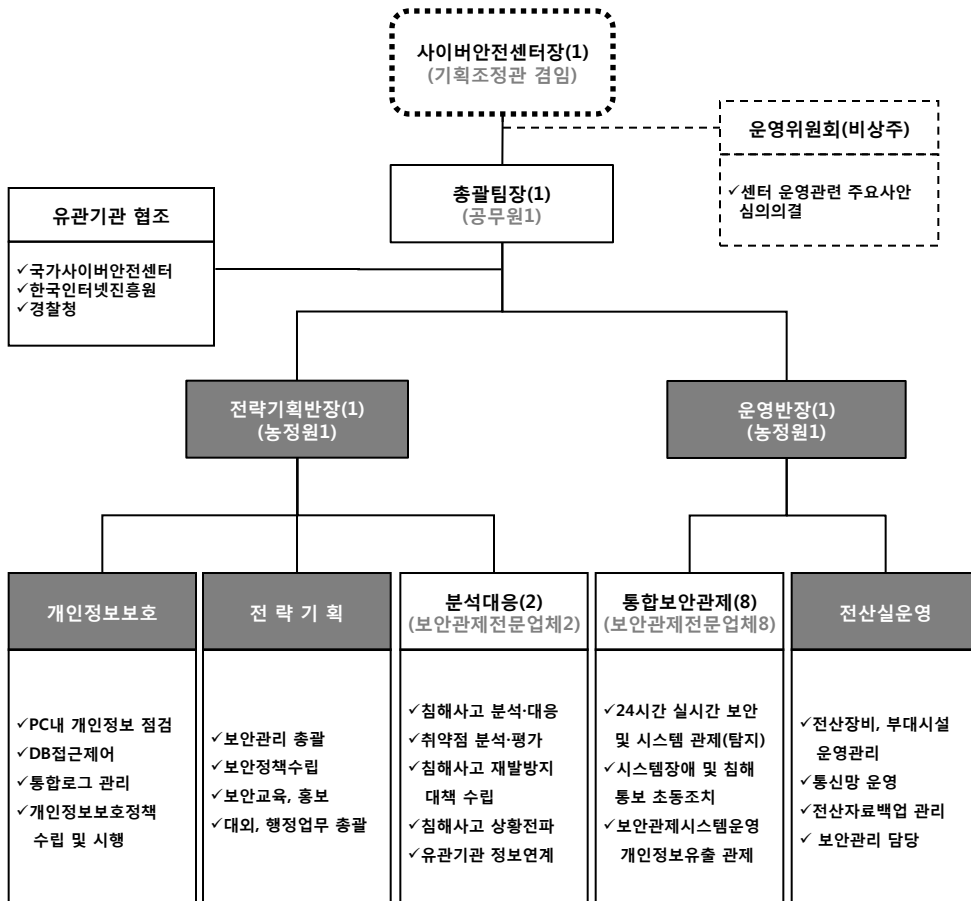 사이버안전센터장(1)
(기획조정관 겸임)
운영위원회(비상주)
✓센터 운영관련 주요사안
심의의결
총괄팀장(1)
(공무원1)
유관기관 협조
✓국가사이버안전센터
✓한국인터넷진흥원
✓경찰청
전략기획반장(1)
(농정원1)
운영반장(1)
(농정원1)
개인정보보호
✓PC내 개인정보 점검
✓DB접근제어
✓통합로그 관리
✓개인정보보호정책
수립 및 시행
전 략 기 획
✓보안관리 총괄
✓보안정책수립
✓보안교육, 홍보
✓대외, 행정업무 총괄
분석대응(2)
(보안관제전문업체2)
✓침해사고 분석·대응
✓취약점 분석·평가
✓침해사고 재발방지
대책 수립
✓침해사고 상황전파
✓유관기관 정보연계
통합보안관제(8)
(보안관제전문업체8)
✓24시간 실시간 보안
및 시스템 관제(탐지)
✓시스템장애 및 침해
통보 초동조치
✓보안관제시스템운영
개인정보유출 관제
전산실운영
✓전산장비, 부대시설
운영관리
✓통신망 운영
✓전산자료백업 관리
✓ 보안관리 담당